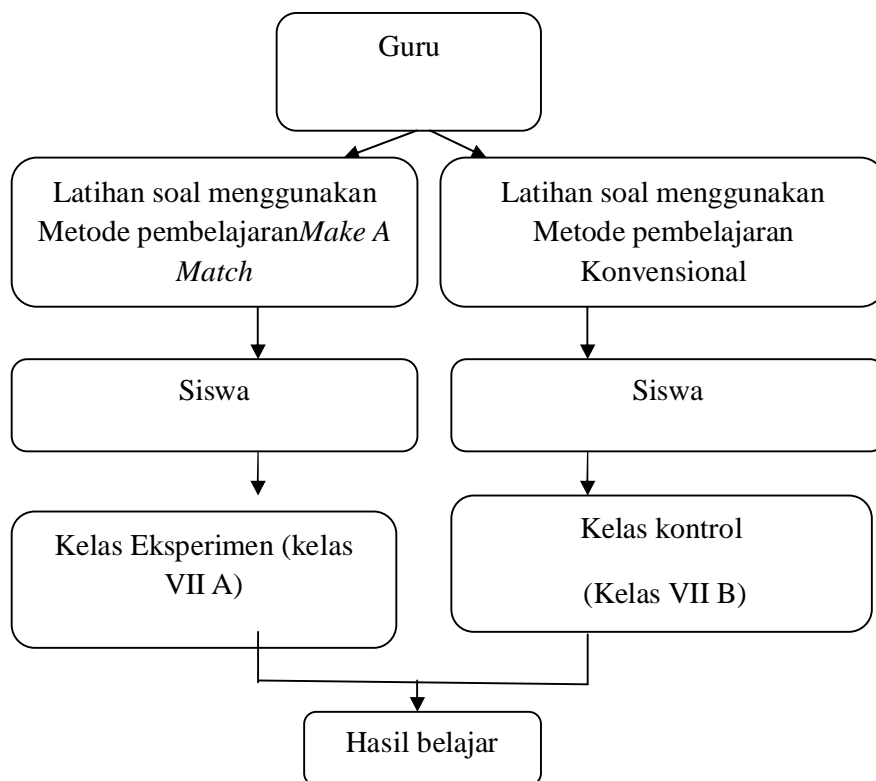 Guru
Latihan soal menggunakan
Metode pembelajaranMake A
Match
Latihan soal menggunakan
Metode pembelajaran
Konvensional
Siswa
Siswa
Kelas Eksperimen (kelas
VII A)
Kelas kontrol
(Kelas VII B)
Hasil belajar